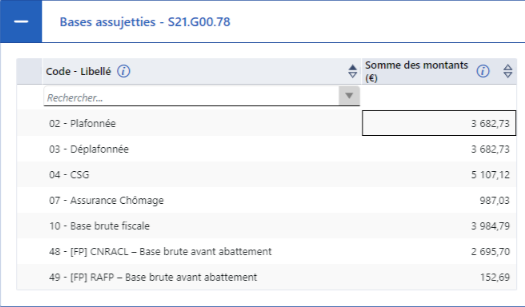 Bases assujetties - S21.G00.78
Code - Libellé
Somme des montants
(€)
Rechercher...
02 - Plafonnée 3 682,73
03 - Déplafonnée 3 682,73
04 - CSG 5 107,12
07 - Assurance Chômage 987,03
10 - Base brute fiscale 3 984,79
48 - [FP] CNRACL – Base brute avant abattement 2 695,70
49 - [FP] RAFP – Base brute avant abattement 152,69